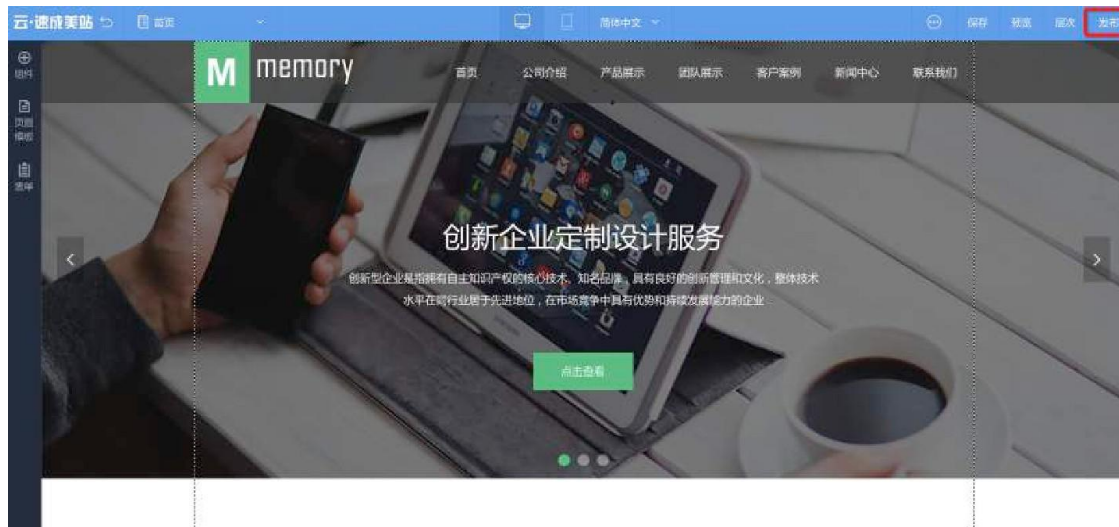 云·速成美站
首页
简体中文
保存
预览
层次
发布
组件
页面
模板
表单
M memory
首页
公司介绍
产品展示
团队展示
客户案例
新闻中心
联系我们
创新企业定制设计服务
创新型企业是指拥有自主知识产权的核心技术、知名品牌，具有良好的创新管理和文化，整体技术
水平在同行业居于先进地位，在市场竞争中具有优势和持续发展能力的企业
点击查看